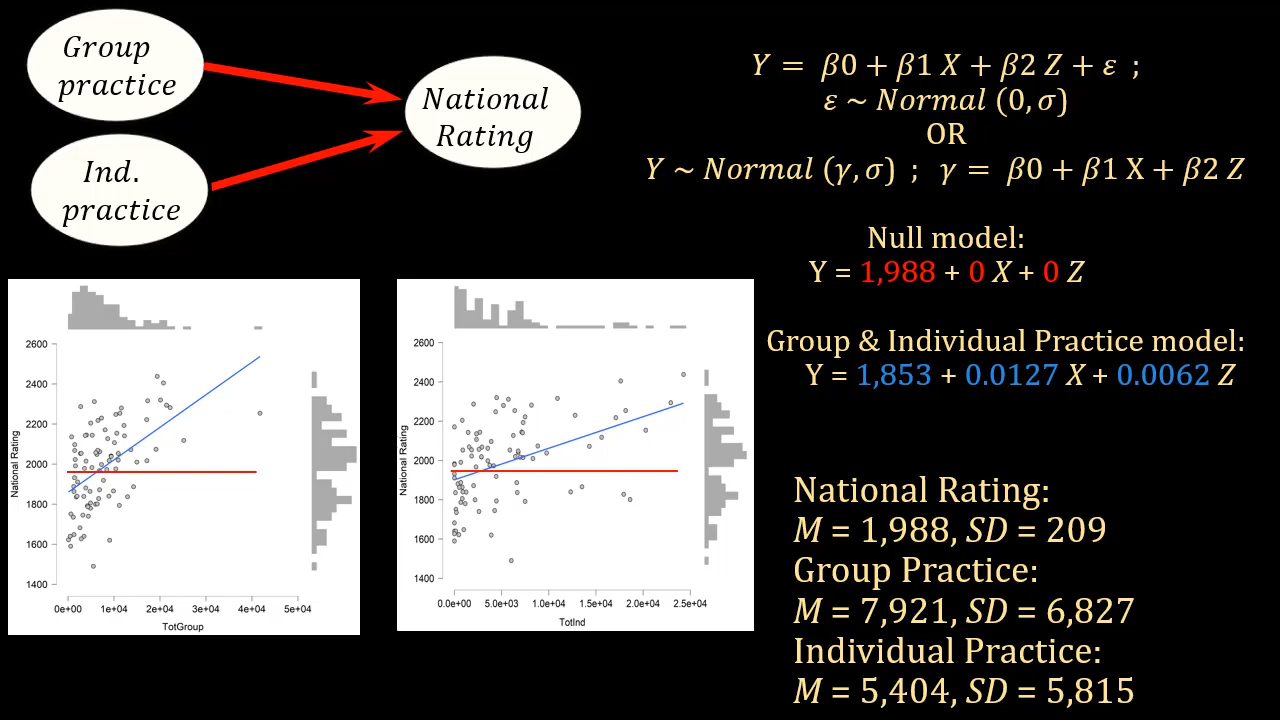 Group
practice
Ind.
practice
National
Rating
Y = β0 + β1 X + β2 Z + ε ;
ε ~ Normal (0, σ)
OR
Y ~ Normal (γ, σ) ; γ = β0 + β1 X + β2 Z
Null model:
Y = 1,988 + 0 X + 0 Z
Group & Individual Practice model:
Y = 1,853 + 0.0127 X + 0.0062 Z
National Rating:
M = 1,988, SD = 209
Group Practice:
M = 7,921, SD = 6,827
Individual Practice:
M = 5,404, SD = 5,815
National Rating
2600
2400
2200
2000
1800
1600
1400
0e+00 1e+04 2e+04 3e+04 4e+04 5e+04
TotGroup
National Rating
2600
2400
2200
2000
1800
1600
1400
0.0e+00 5.0e+03 1.0e+04 1.5e+04 2.0e+04 2.5e+04
TotInd